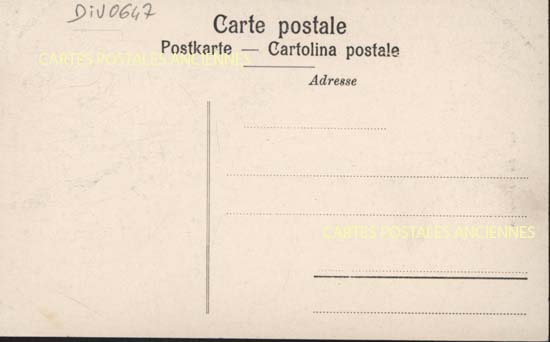 DiV0647
Carte postale
Postkarte — Cartolina postale
CARTES POSTALES ANCIENNES
Adresse
CARTES POSTALES ANCIENNES